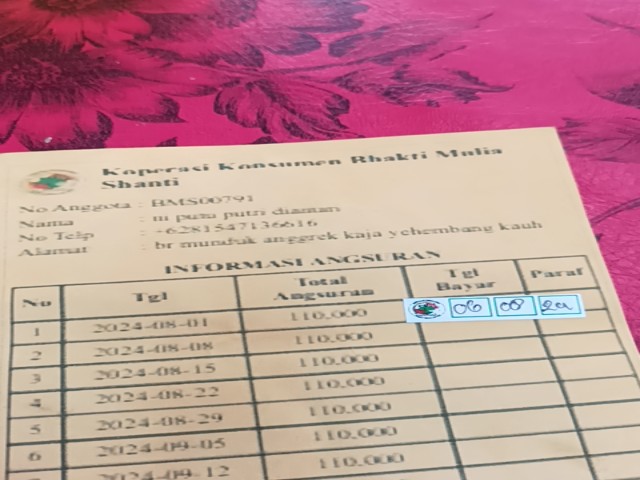 Koperasi Konsumen Bhakti Mulia
Shanti
No Anggota : BMS00791
Nama : ni putu putri diantari
No Telp : +6281547136616
Alamat : br munduk anggrek kaja yehembang kauh
INFORMASI ANGSURAN
No Tgl Total Angsuran Tgl Bayar Paraf
1 2024-08-01 110.000 06 08 24
2 2024-08-08 110.000
3 2024-08-15 110.000
4 2024-08-22 110.000
5 2024-08-29 110.000
6 2024-09-05 110.000
2024-09-12 110.000